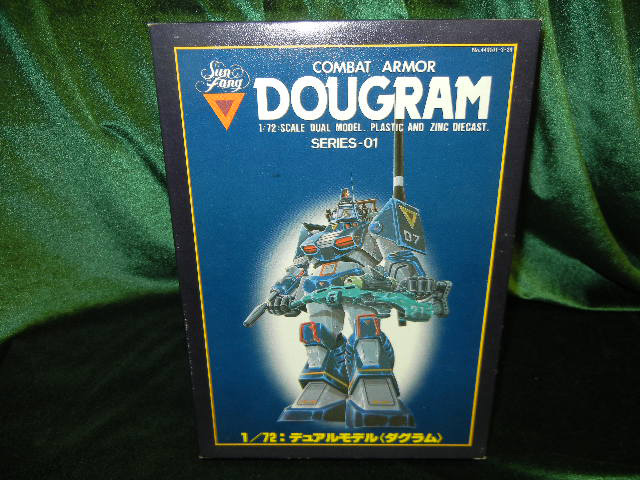 Sun Fang
COMBAT ARMOR
DOUGRAM
1/72:SCALE DUAL MODEL. PLASTIC AND ZINC DIECAST.
SERIES-01
D7
1/72:デュアルモデル〈ダグラム〉